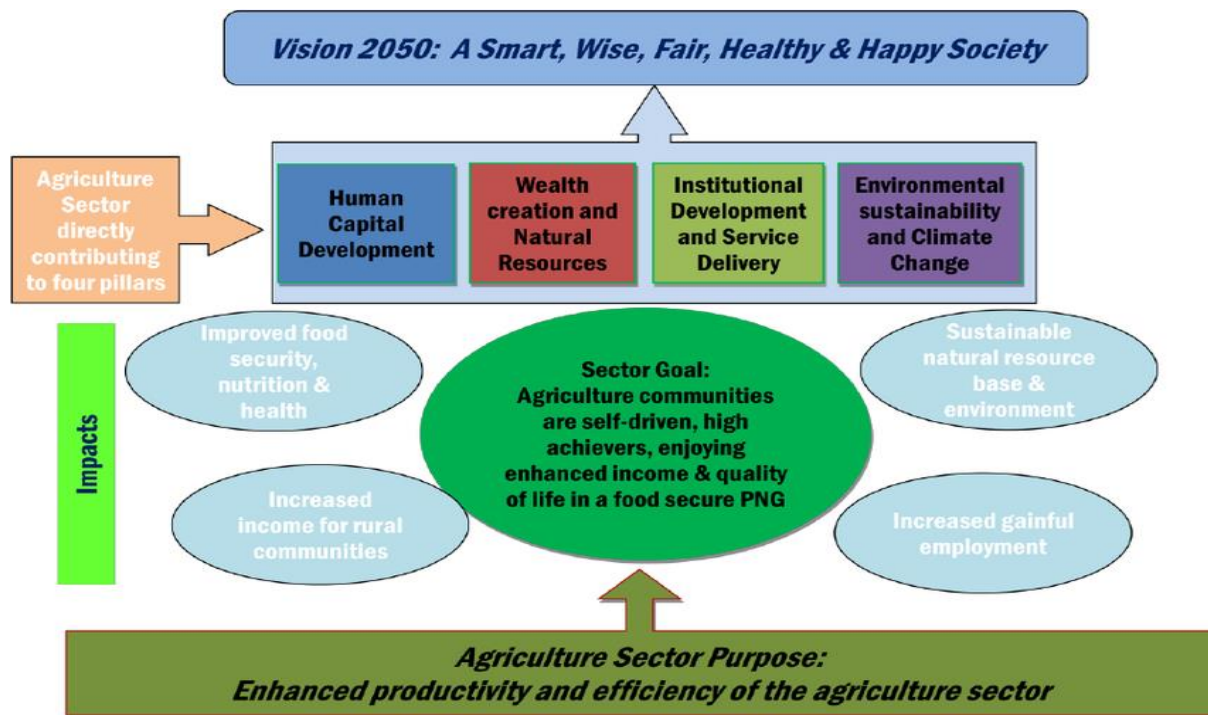 Vision 2050: A Smart, Wise, Fair, Healthy & Happy Society
Agriculture
Sector
directly
contributing
to four pillars
Human
Capital
Development
Wealth
creation and
Natural
Resources
Institutional
Development
and Service
Delivery
Environmental
sustainability
and Climate
Change
Impacts
Improved food
security,
nutrition &
health
Sector Goal:
Agriculture communities
are self-driven, high
achievers, enjoying
enhanced income & quality
of life in a food secure PNG
Sustainable
natural resource
base &
environment
Increased
income for rural
communities
Increased gainful
employment
Agriculture Sector Purpose:
Enhanced productivity and efficiency of the agriculture sector